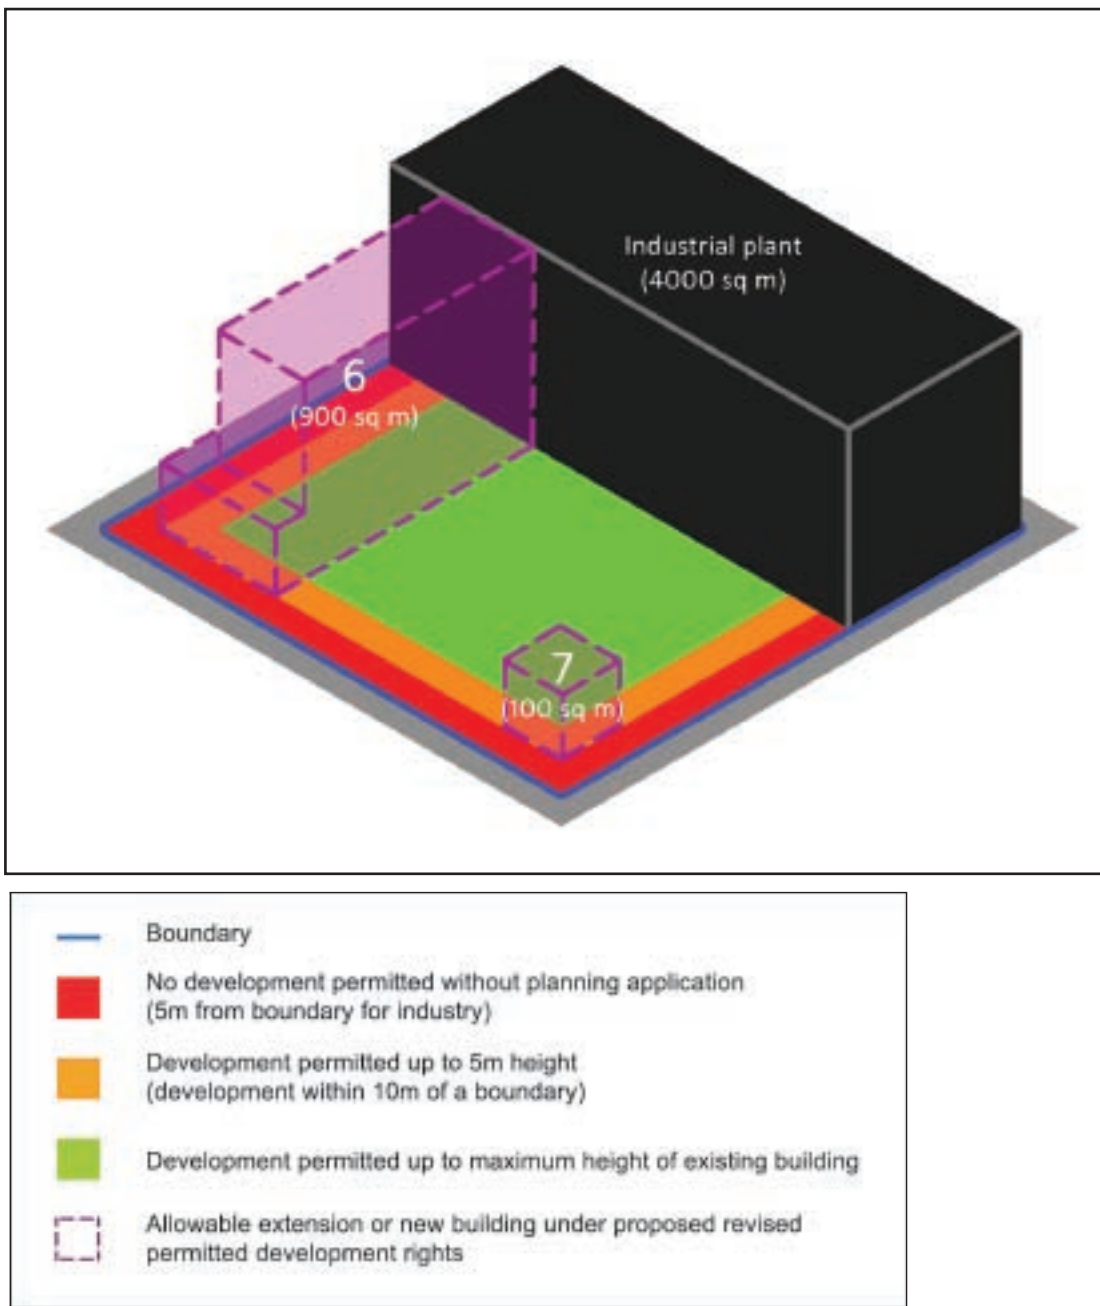 Industrial plant
(4000 sq m)
6
(900 sq m)
7
(100 sq m)
Boundary
No development permitted without planning application
(5m from boundary for industry)
Development permitted up to 5m height
(development within 10m of a boundary)
Development permitted up to maximum height of existing building
Allowable extension or new building under proposed revised
permitted development rights